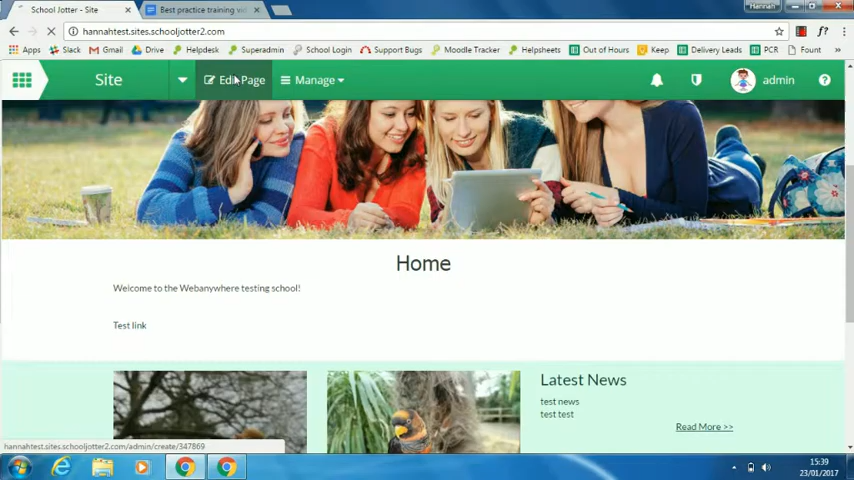 Hannah
School Jotter - Site
Best practice training vi
hannahtest.sites.schooljotter2.com
Apps Slack Gmail Drive Helpdesk Superadmin School Login Support Bugs Moodle Tracker Helpsheets Out of Hours Keep Delivery Leads PCR Fount
Site Edit Page Manage admin
Home
Welcome to the Webanywhere testing school!
Test link
Latest News
test news
test test
Read More >>
hannahtest.sites.schooljotter2.com/admin/create/347869
15:39
23/01/2017